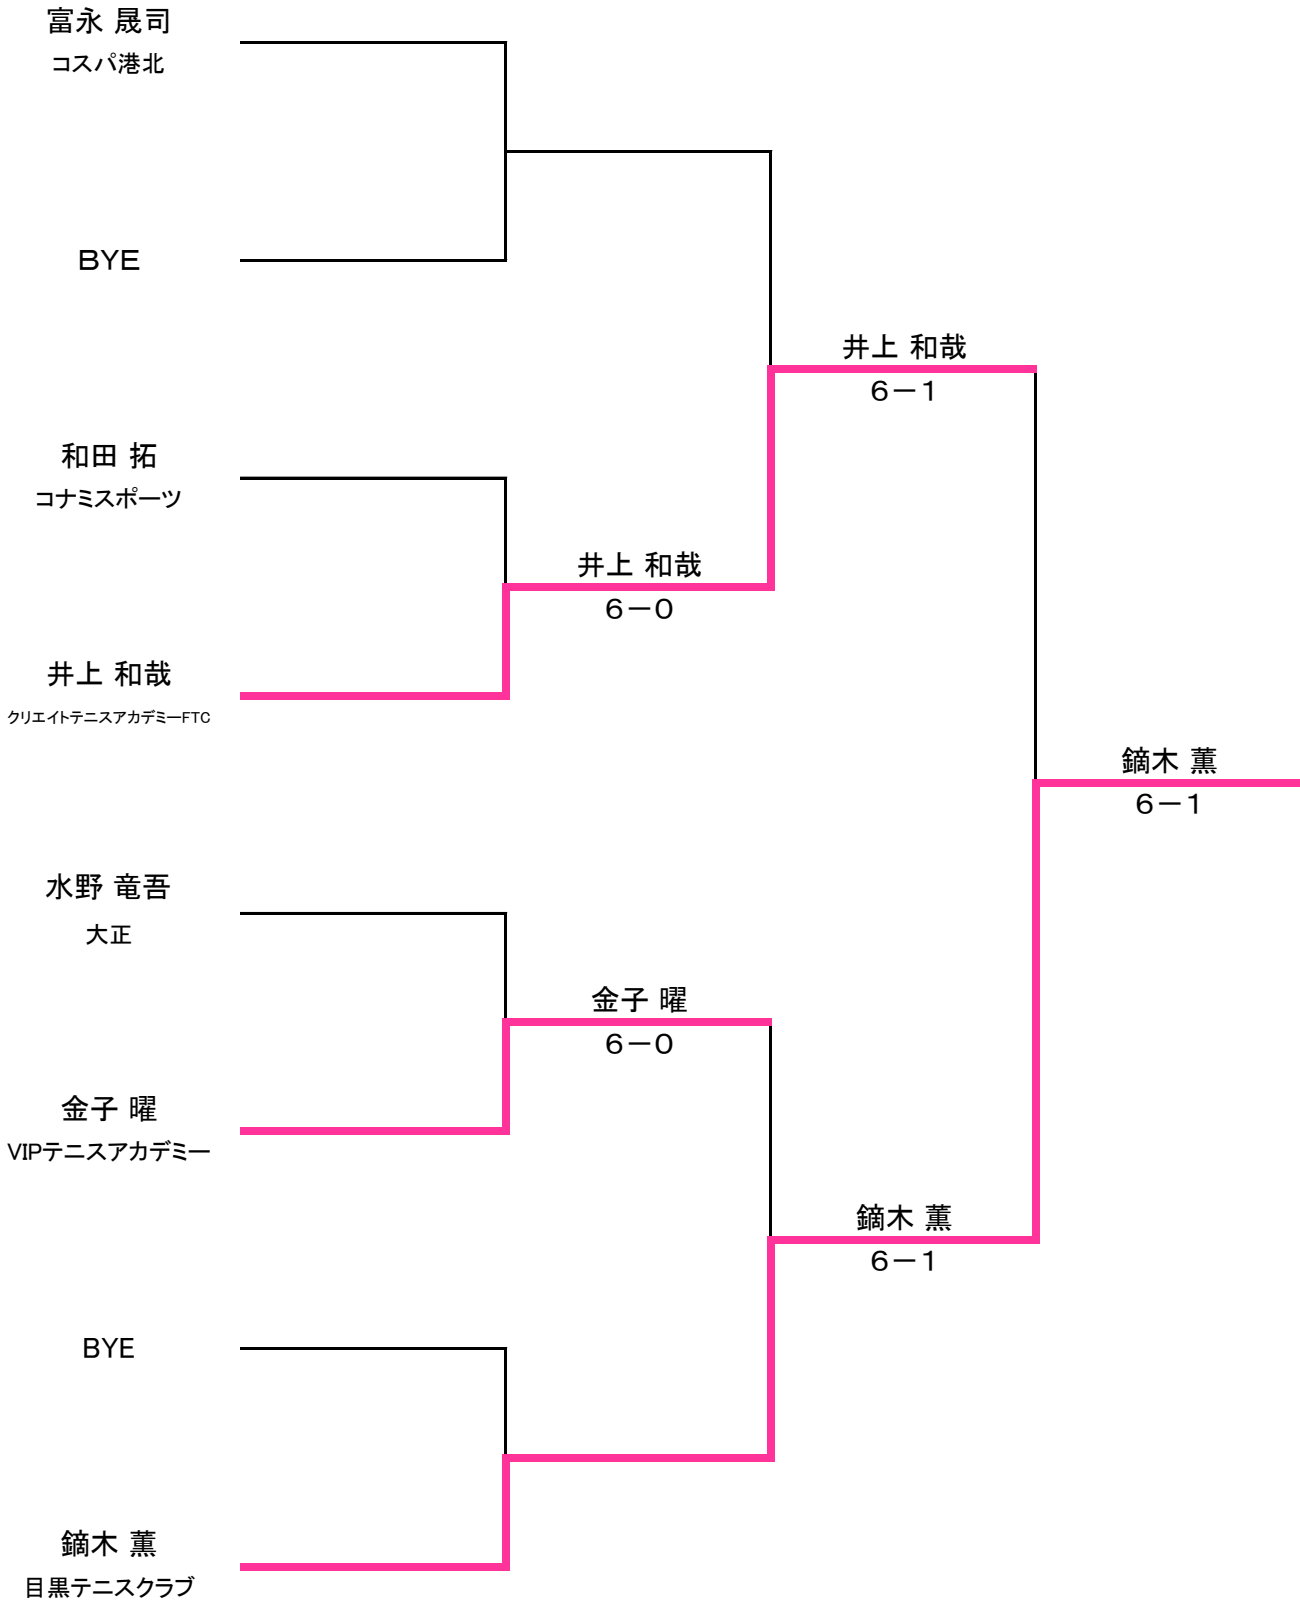 富永 晟司
コスパ港北
BYE
井上 和哉
6－1
和田 拓
コナミスポーツ
井上 和哉
6－0
井上 和哉
クリエイトテニスアカデミーFTC
鏑木 薫
6－1
水野 竜吾
大正
金子 曜
6－0
金子 曜
VIPテニスアカデミー
鏑木 薫
6－1
BYE
鏑木 薫
目黒テニスクラブ